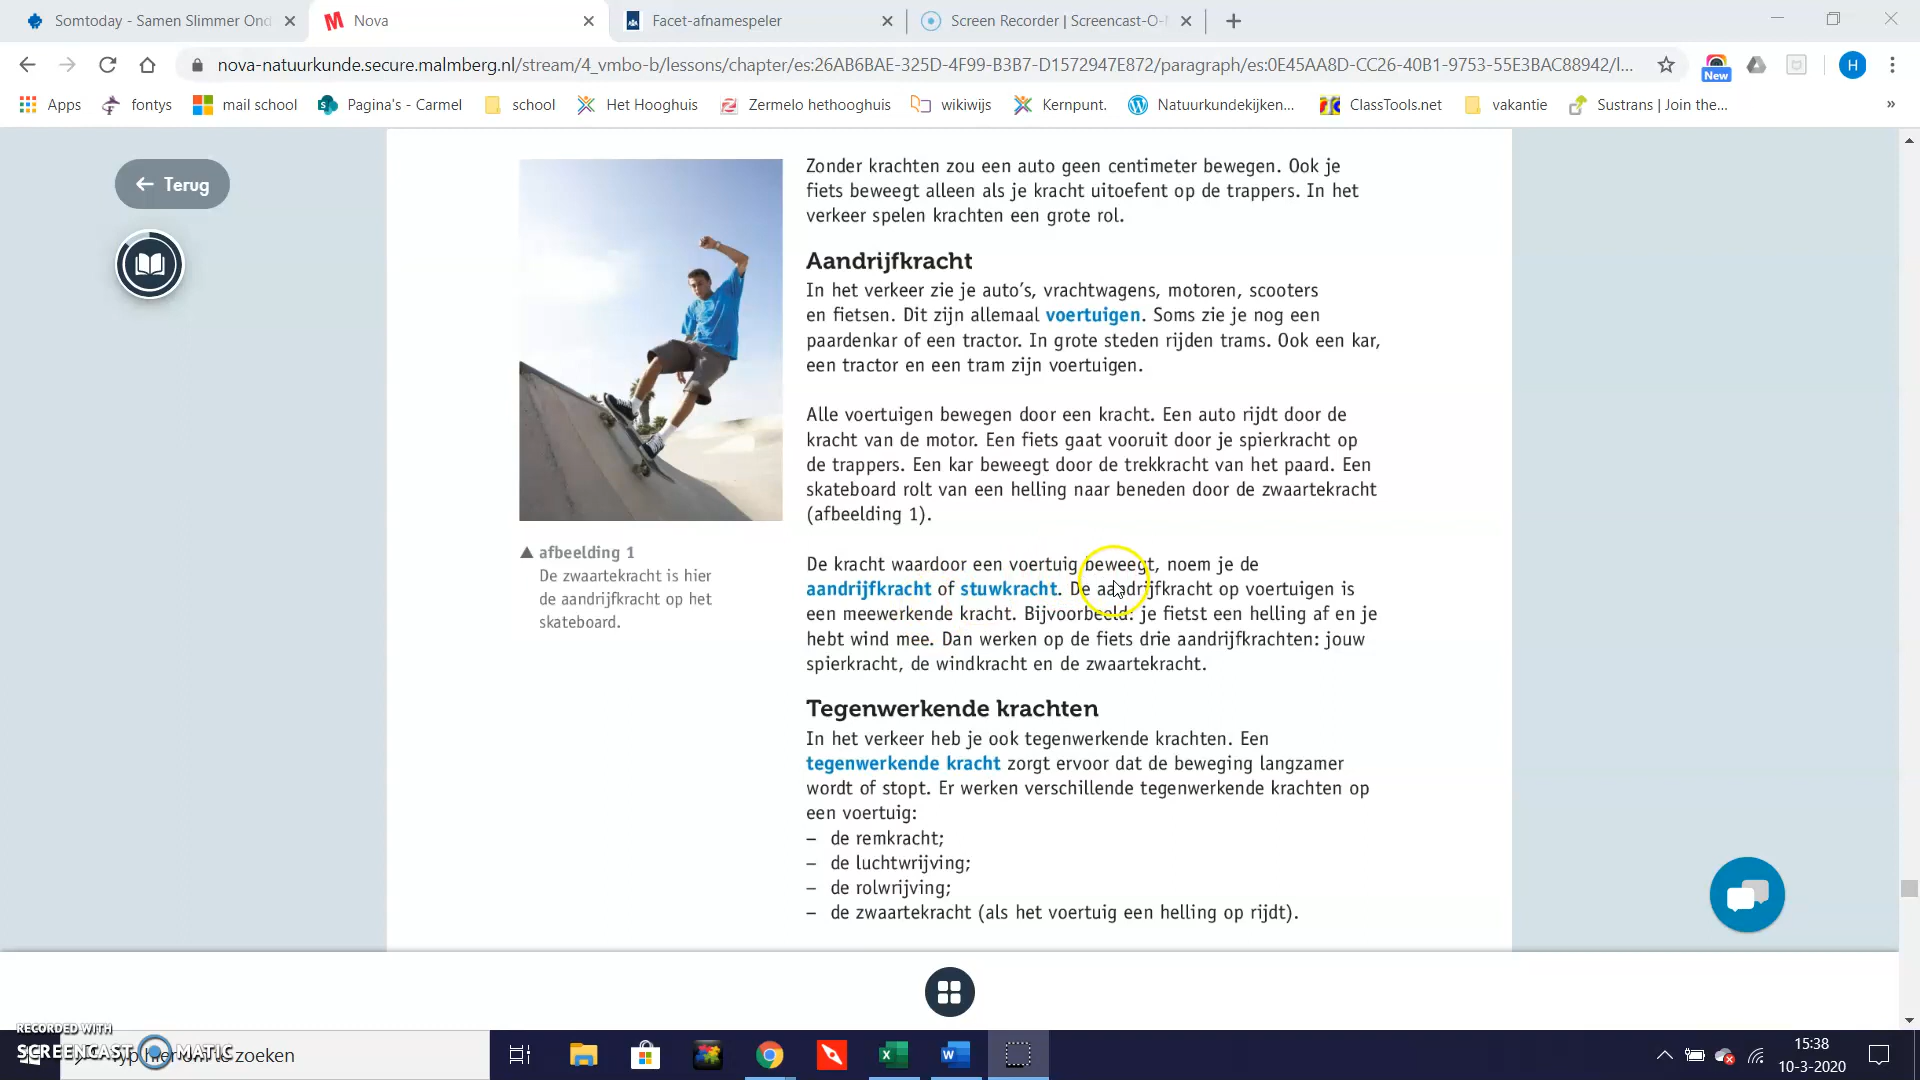 Somtoday - Samen Slimmer Ond
Nova
Facet-afnamespeler
Screen Recorder | Screencast-O-
nova-natuurkunde.secure.malmberg.nl/stream/4_vmbo-b/lessons/chapter/es:26AB6BAE-325D-4F99-B3B7-D1572947E872/paragraph/es:0E45AA8D-CC26-40B1-9753-55E3BAC88942/l...
New
H
Apps
fontys
mail school
Pagina's - Carmel
school
Het Hooghuis
Zermelo hethooghuis
wikiwijs
Kernpunt.
Natuurkundekijken...
ClassTools.net
vakantie
Sustrans | Join the...
»
Terug
Zonder krachten zou een auto geen centimeter bewegen. Ook je
fiets beweegt alleen als je kracht uitoefent op de trappers. In het
verkeer spelen krachten een grote rol.
Aandrijfkracht
In het verkeer zie je auto's, vrachtwagens, motoren, scooters
en fietsen. Dit zijn allemaal voertuigen. Soms zie je nog een
paardenkar of een tractor. In grote steden rijden trams. Ook een kar,
een tractor en een tram zijn voertuigen.
Alle voertuigen bewegen door een kracht. Een auto rijdt door de
kracht van de motor. Een fiets gaat vooruit door je spierkracht op
de trappers. Een kar beweegt door de trekkracht van het paard. Een
skateboard rolt van een helling naar beneden door de zwaartekracht
(afbeelding 1).
▲ afbeelding 1
De zwaartekracht is hier
de aandrijfkracht op het
skateboard.
De kracht waardoor een voertuig beweegt, noem je de
aandrijfkracht of stuwkracht. De aandrijfkracht op voertuigen is
een meewerkende kracht. Bijvoorbeeld: je fietst een helling af en je
hebt wind mee. Dan werken op de fiets drie aandrijfkrachten: jouw
spierkracht, de windkracht en de zwaartekracht.
Tegenwerkende krachten
In het verkeer heb je ook tegenwerkende krachten. Een
tegenwerkende kracht zorgt ervoor dat de beweging langzamer
wordt of stopt. Er werken verschillende tegenwerkende krachten op
een voertuig:
– de remkracht;
– de luchtwrijving;
– de rolwrijving;
– de zwaartekracht (als het voertuig een helling op rijdt).
RECORDED WITH
SCREENCAST MATIC
Typ hier om te zoeken
15:38
10-3-2020